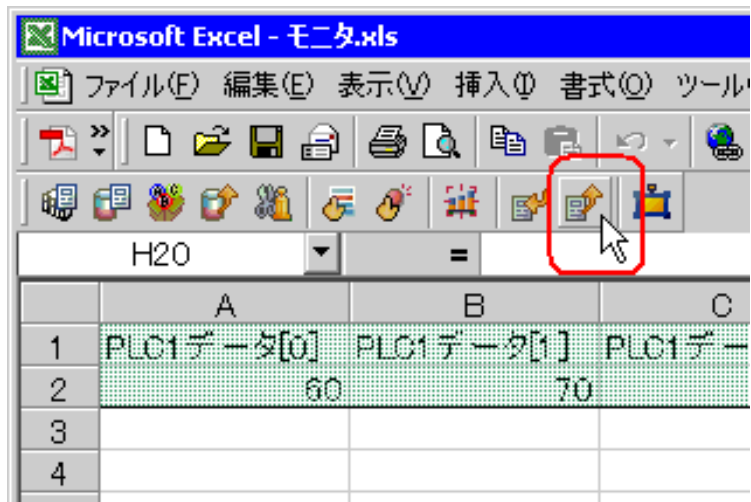 Microsoft Excel - モニタ.xls
ファイル(F) 編集(E) 表示(V) 挿入(I) 書式(O) ツール
H20 =
A B C
1 PLC1データ[0] PLC1データ[1] PLC1デー
2 60 70
3
4